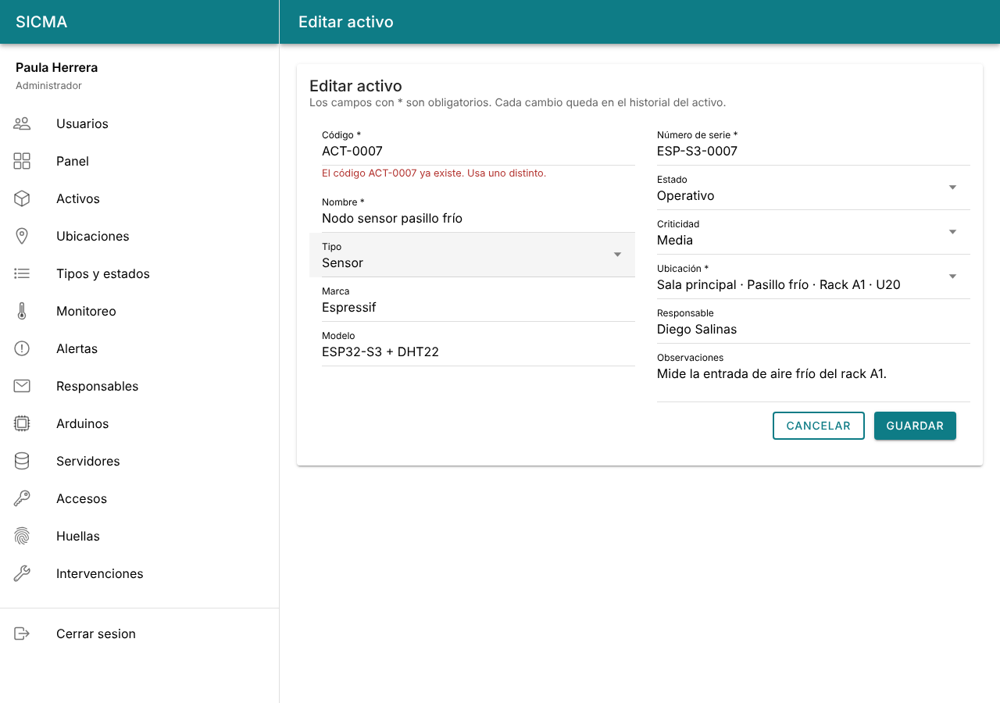 SICMA
Editar activo
Paula Herrera
Administrador
Usuarios
Panel
Activos
Ubicaciones
Tipos y estados
Monitoreo
Alertas
Responsables
Arduinos
Servidores
Accesos
Huellas
Intervenciones
Cerrar sesion
Editar activo
Los campos con * son obligatorios. Cada cambio queda en el historial del activo.
Código *
ACT-0007
El código ACT-0007 ya existe. Usa uno distinto.
Nombre *
Nodo sensor pasillo frío
Tipo
Sensor
Marca
Espressif
Modelo
ESP32-S3 + DHT22
Número de serie *
ESP-S3-0007
Estado
Operativo
Criticidad
Media
Ubicación *
Sala principal · Pasillo frío · Rack A1 · U20
Responsable
Diego Salinas
Observaciones
Mide la entrada de aire frío del rack A1.
CANCELAR
GUARDAR